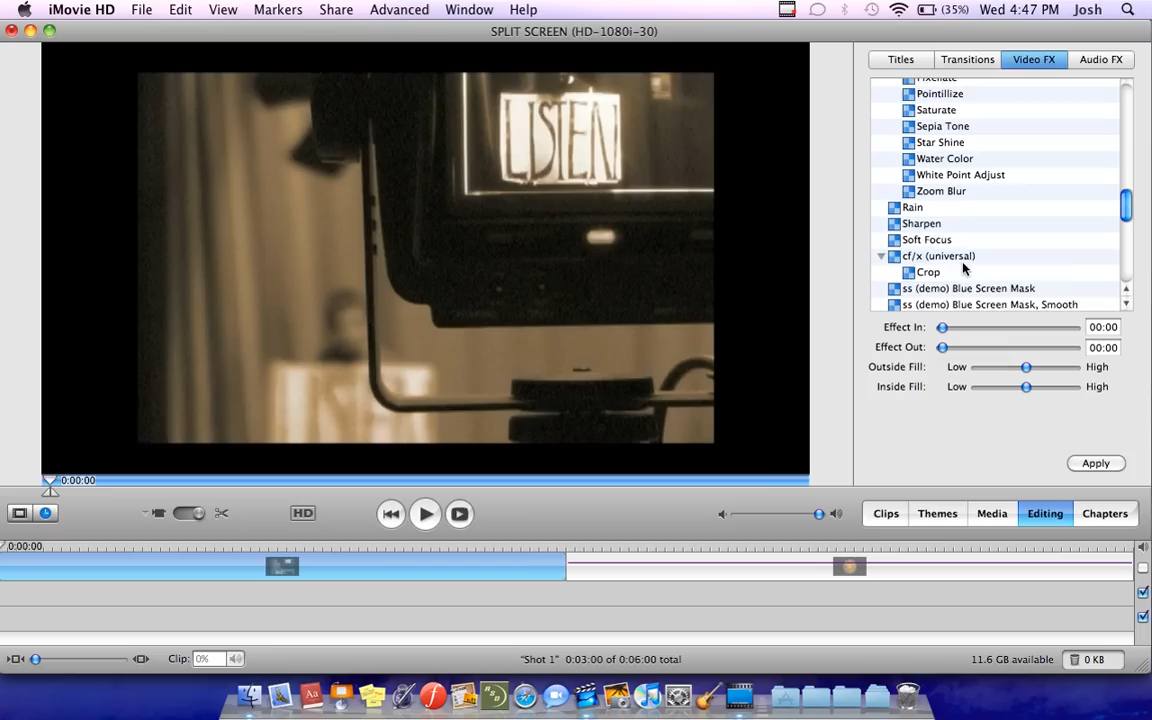 iMovie HD File Edit View Markers Share Advanced Window Help (35%) Wed 4:47 PM Josh
SPLIT SCREEN (HD-1080i-30)
Titles Transitions Video FX Audio FX
LISTEN
Pixellate
Pointillize
Saturate
Sepia Tone
Star Shine
Water Color
White Point Adjust
Zoom Blur
Rain
Sharpen
Soft Focus
cf/x (universal)
Crop
ss (demo) Blue Screen Mask
ss (demo) Blue Screen Mask, Smooth
Effect In: 00:00
Effect Out: 00:00
Outside Fill: Low High
Inside Fill: Low High
Apply
0:00:00
HD
Clips Themes Media Editing Chapters
0:00:00
Clip: 0% "Shot 1" 0:03:00 of 0:06:00 total 11.6 GB available 0 KB